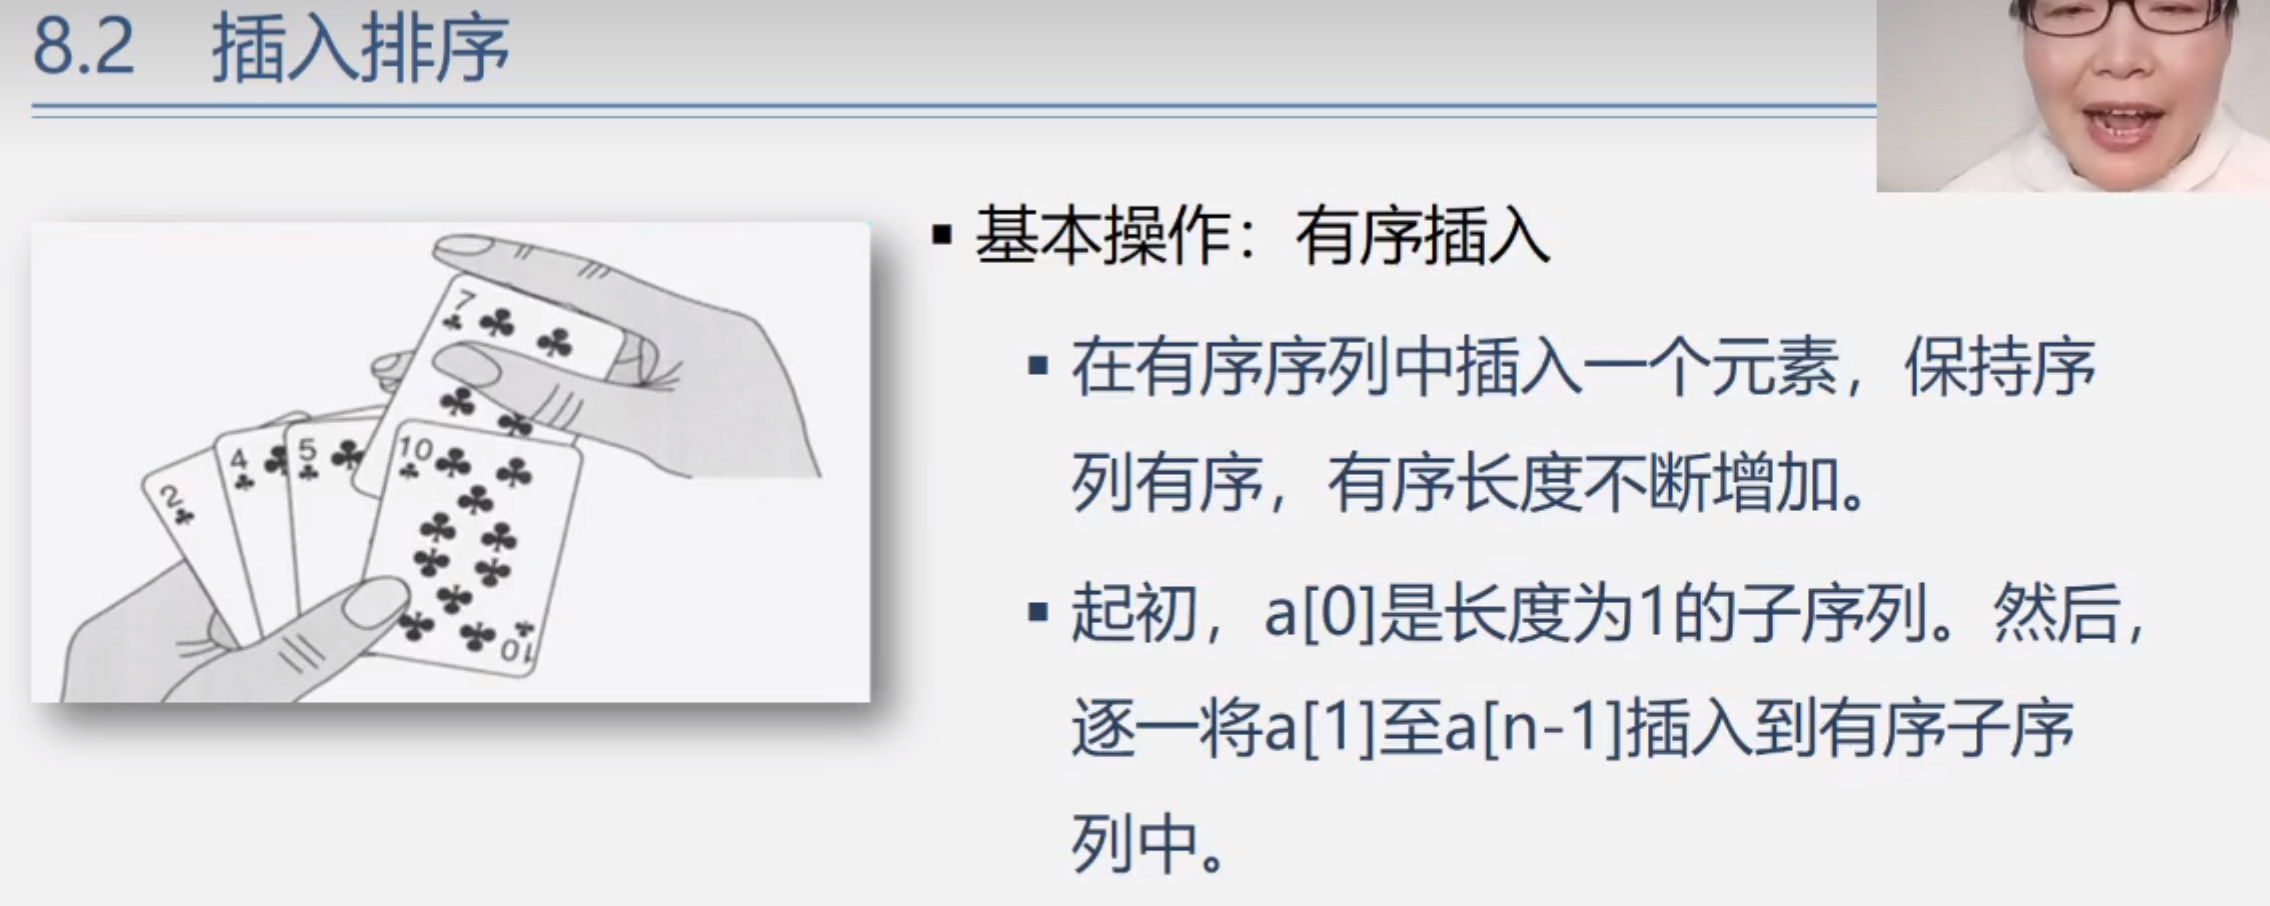 8.2 插入排序
▪ 基本操作：有序插入
▪ 在有序序列中插入一个元素，保持序
列有序，有序长度不断增加。
▪ 起初，a[0]是长度为1的子序列。然后，
逐一将a[1]至a[n-1]插入到有序子序
列中。
7
2
4
5
10
10